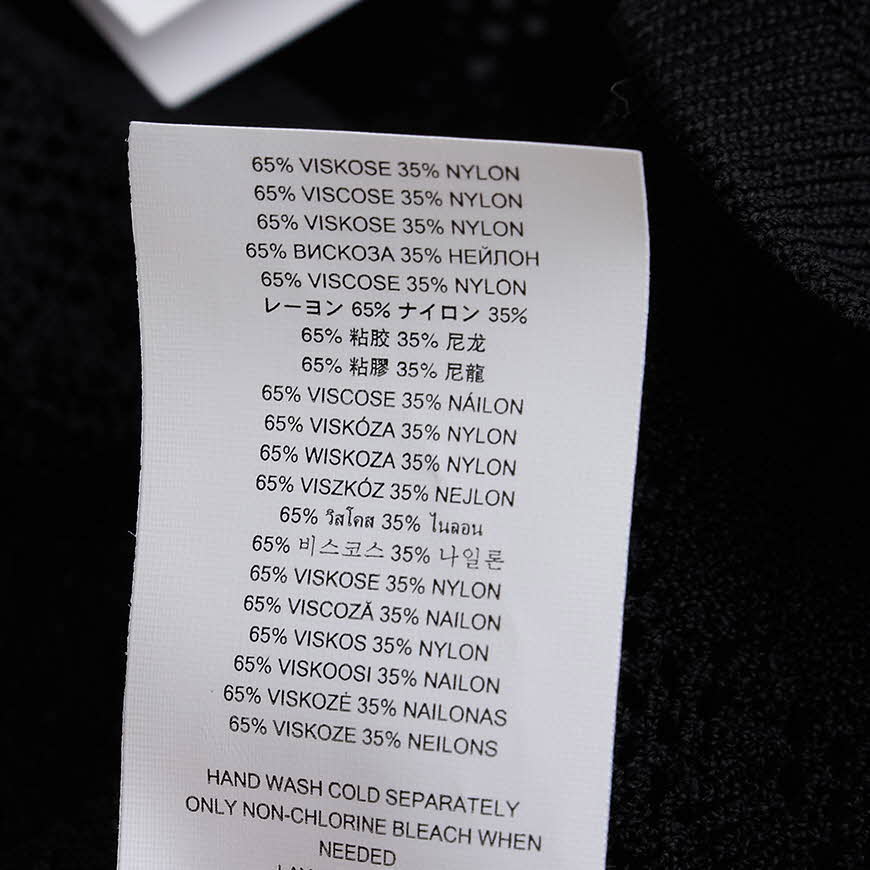 65% VISKOSE 35% NYLON
65% VISCOSE 35% NYLON
65% VISKOSE 35% NYLON
65% ВИСКОЗА 35% НЕЙЛОН
65% VISCOSE 35% NYLON
レーヨン 65% ナイロン 35%
65% 粘胶 35% 尼龙
65% 粘膠 35% 尼龍
65% VISCOSE 35% NÁILON
65% VISKÓZA 35% NYLON
65% WISKOZA 35% NYLON
65% VISZKÓZ 35% NEJLON
65% วิสโคส 35% ไนลอน
65% 비스코스 35% 나일론
65% VISKOSE 35% NYLON
65% VISCOZĂ 35% NAILON
65% VISKOS 35% NYLON
65% VISKOOSI 35% NAILON
65% VISKOZĖ 35% NAILONAS
65% VISKOZE 35% NEILONS
HAND WASH COLD SEPARATELY
ONLY NON-CHLORINE BLEACH WHEN
NEEDED